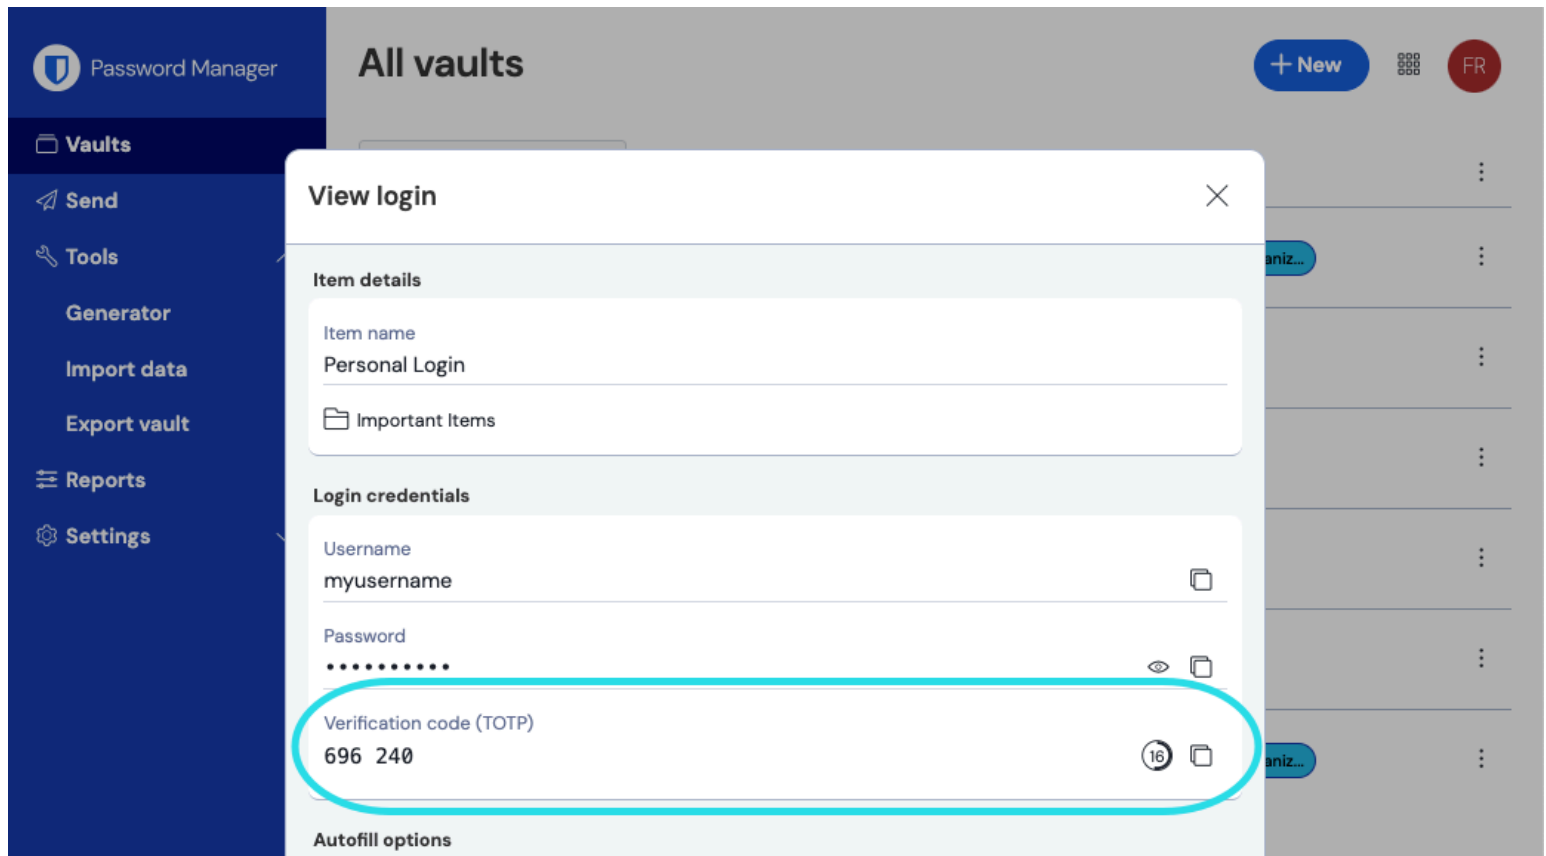 Password Manager
All vaults
New
FR
Vaults
Send
Tools
Generator
Import data
Export vault
Reports
Settings
View login
Item details
Item name
Personal Login
Important Items
Login credentials
Username
myusername
Password
••••••••••
Verification code (TOTP)
696 240
16
Autofill options
aniz...
aniz...